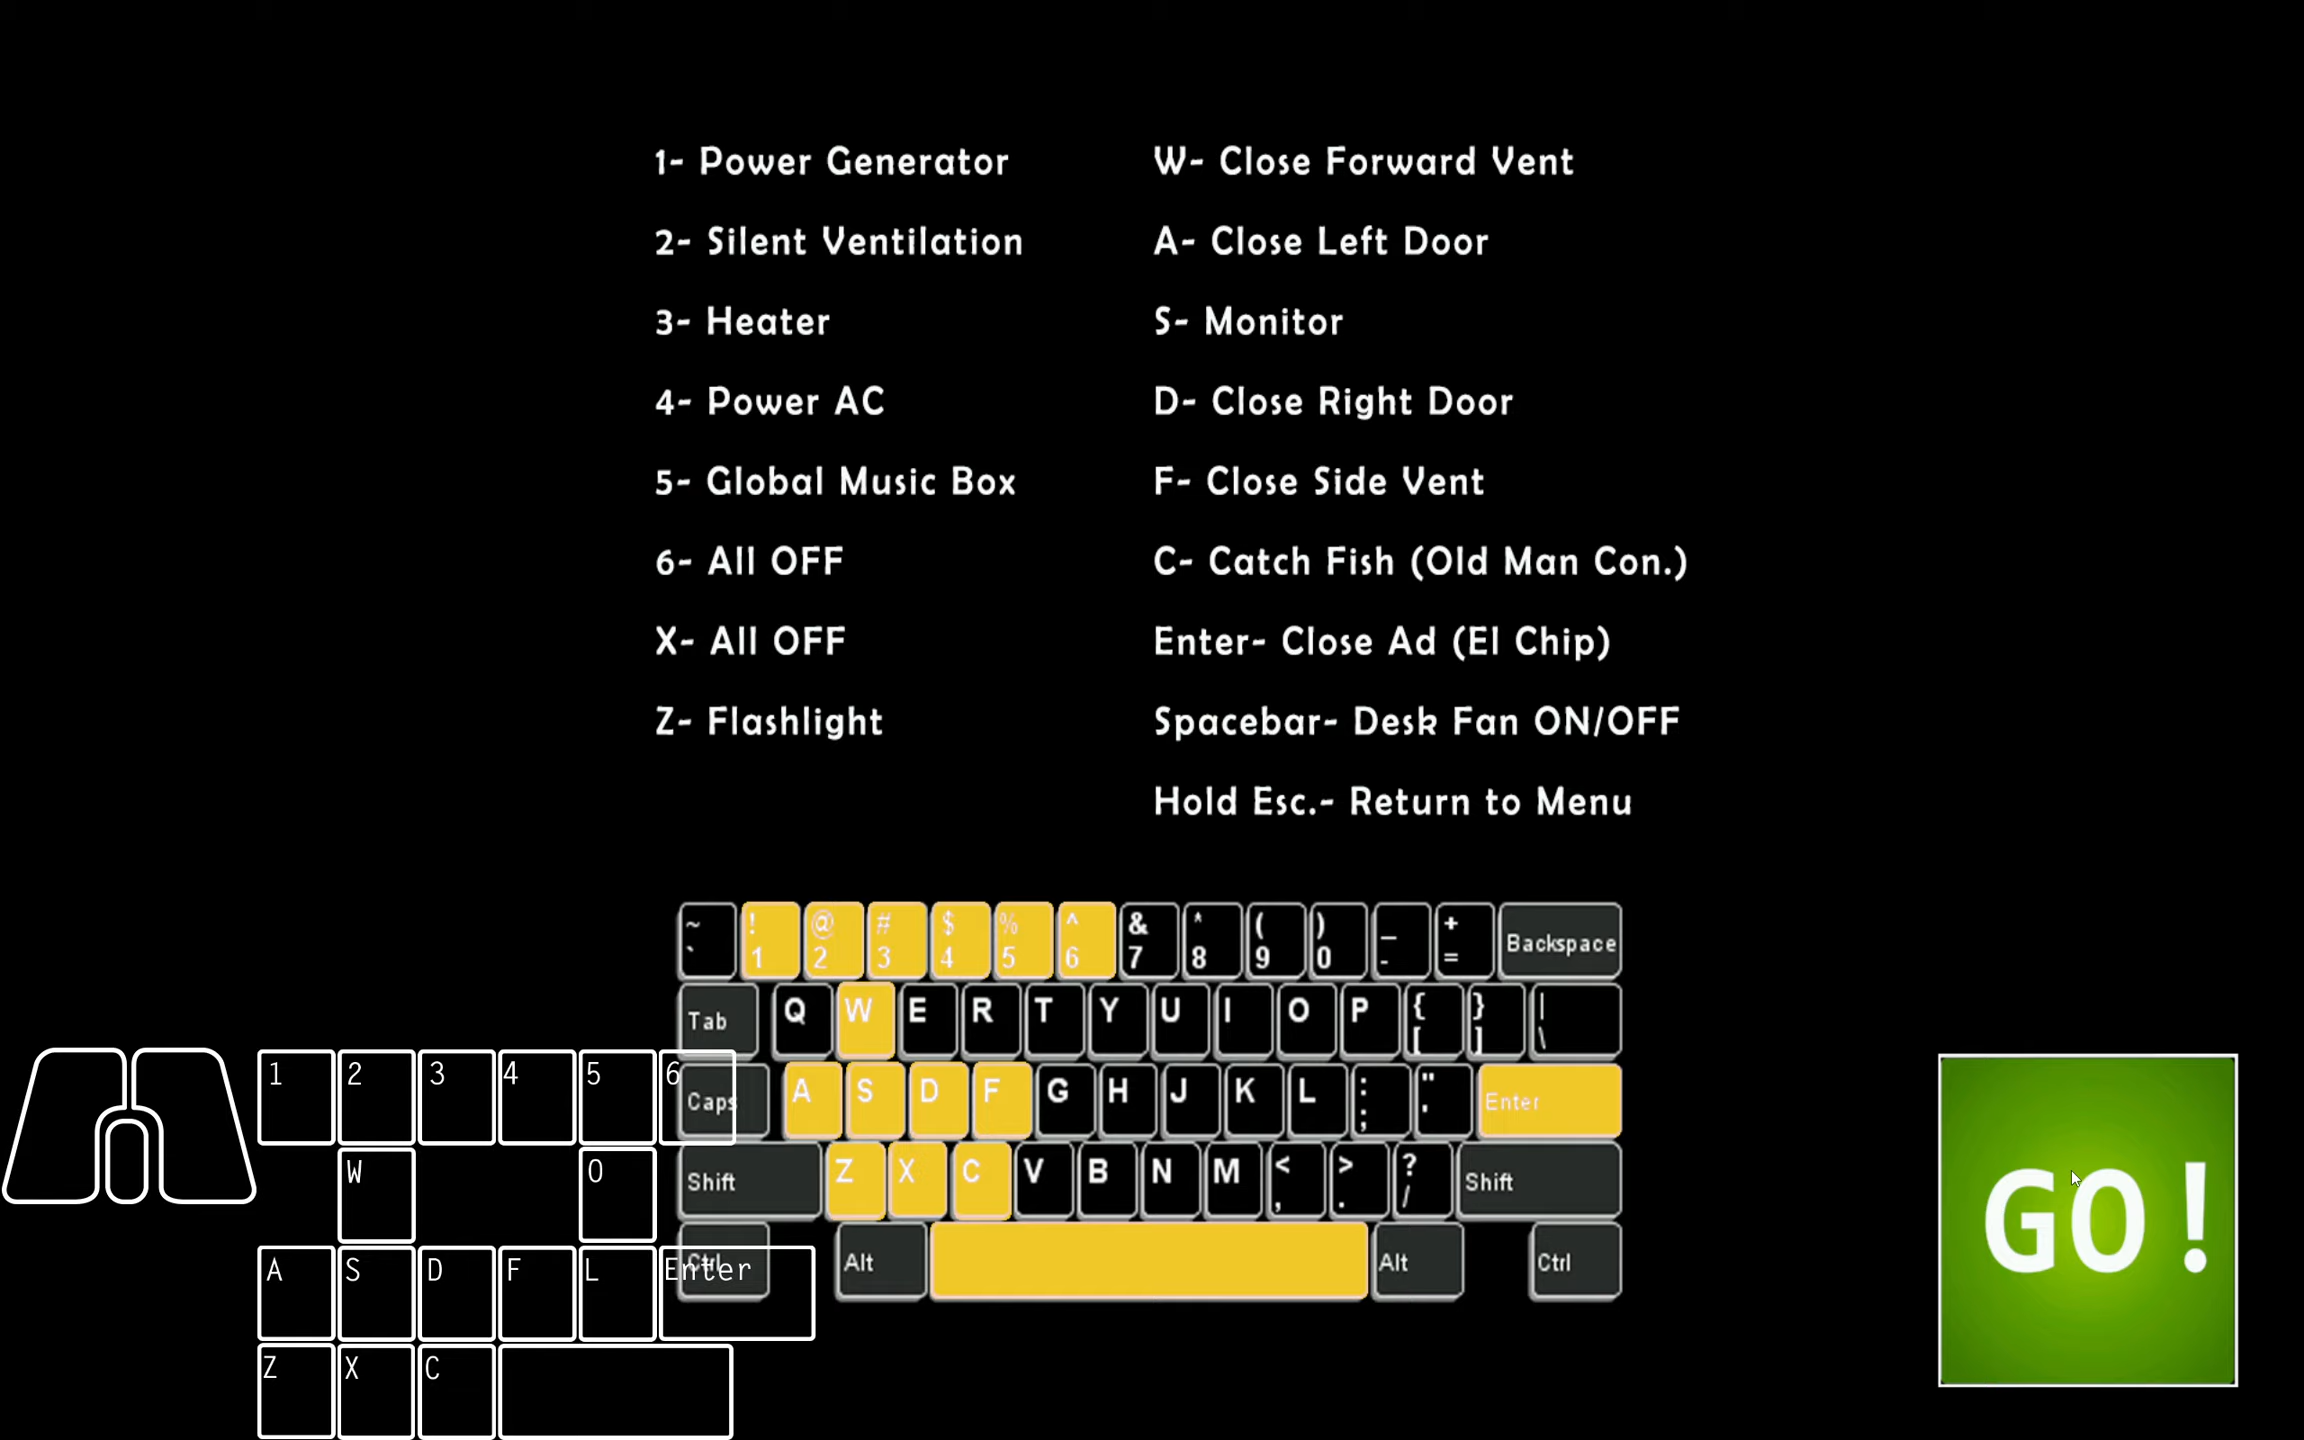 1- Power Generator
2- Silent Ventilation
3- Heater
4- Power AC
5- Global Music Box
6- All OFF
X- All OFF
Z- Flashlight
W- Close Forward Vent
A- Close Left Door
S- Monitor
D- Close Right Door
F- Close Side Vent
C- Catch Fish (Old Man Con.)
Enter- Close Ad (El Chip)
Spacebar- Desk Fan ON/OFF
Hold Esc.- Return to Menu
~ ! @ # $ % ^ & * ( ) _ +
` 1 2 3 4 5 6 7 8 9 0 - = Backspace
Tab Q W E R T Y U I O P { [ } ] | \
Caps A S D F G H J K L : ; " ' Enter
Shift Z X C V B N M < , > . ? / Shift
Ctrl Alt Alt Ctrl
1 2 3 4 5 6
W O
A S D F L Enter
Z X C
GO!